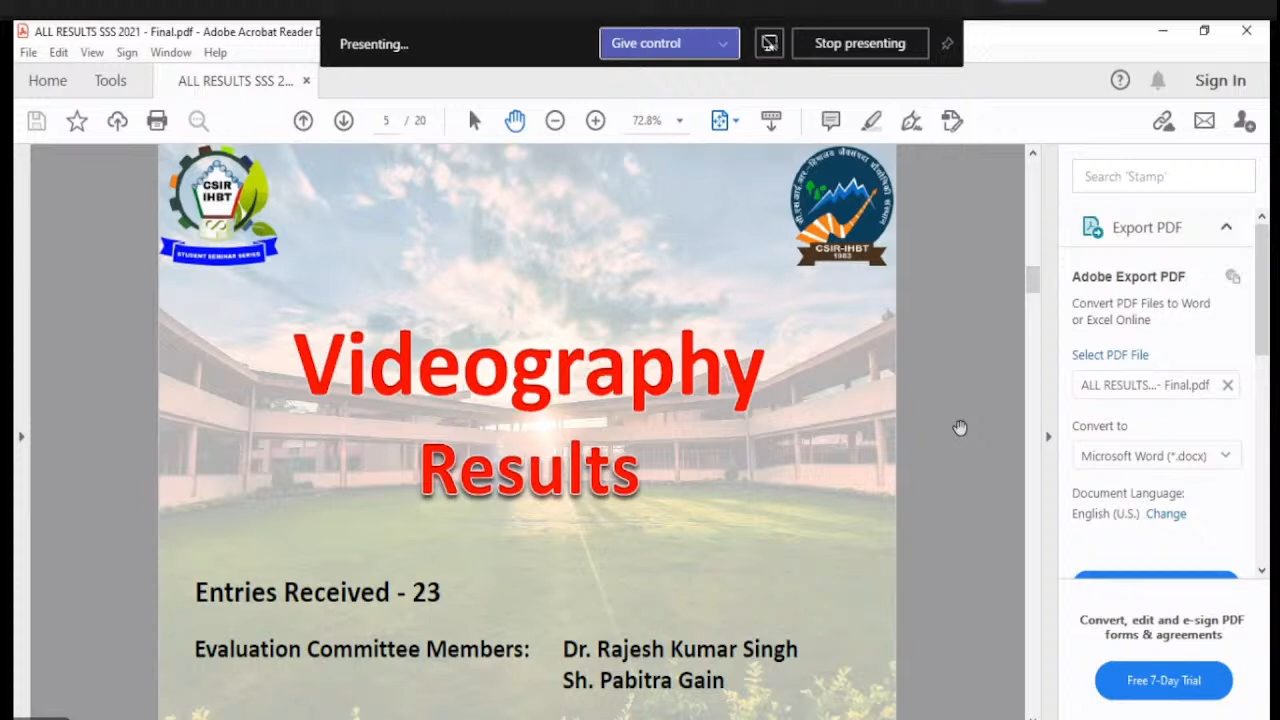 ALL RESULTS SSS 2021 - Final.pdf - Adobe Acrobat Reader D
Presenting...
Give control
Stop presenting
File Edit View Sign Window Help
Home Tools ALL RESULTS SSS 2... ×
Sign In
5 / 20
72.8%
CSIR
IHBT
STUDENT SEMINAR SERIES
CSIR-IHBT
1983
Videography
Results
Entries Received - 23
Evaluation Committee Members: Dr. Rajesh Kumar Singh
Sh. Pabitra Gain
Search 'Stamp'
Export PDF
Adobe Export PDF
Convert PDF Files to Word
or Excel Online
Select PDF File
ALL RESULTS...- Final.pdf
Convert to
Microsoft Word (*.docx)
Document Language:
English (U.S.) Change
Convert, edit and e-sign PDF
forms & agreements
Free 7-Day Trial